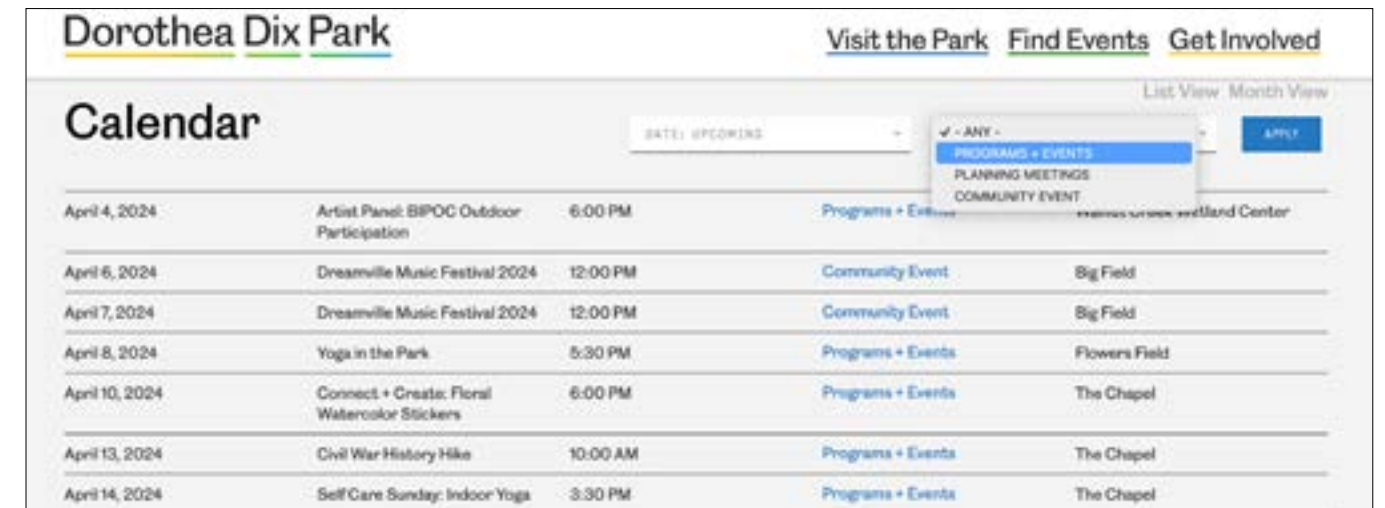 Dorothea Dix Park
Visit the Park Find Events Get Involved
List View Month View
Calendar
DATE: UPCOMING
✓ - ANY -
PROGRAMS + EVENTS
PLANNING MEETINGS
COMMUNITY EVENT
APPLY
April 4, 2024 Artist Panel: BIPOC Outdoor 6:00 PM Programs + Events Walnut Creek Wetland Center
Participation
April 6, 2024 Dreamville Music Festival 2024 12:00 PM Community Event Big Field
April 7, 2024 Dreamville Music Festival 2024 12:00 PM Community Event Big Field
April 8, 2024 Yoga in the Park 5:30 PM Programs + Events Flowers Field
April 10, 2024 Connect + Create: Floral 6:00 PM Programs + Events The Chapel
Watercolor Stickers
April 13, 2024 Civil War History Hike 10:00 AM Programs + Events The Chapel
April 14, 2024 Self Care Sunday: Indoor Yoga 3:30 PM Programs + Events The Chapel